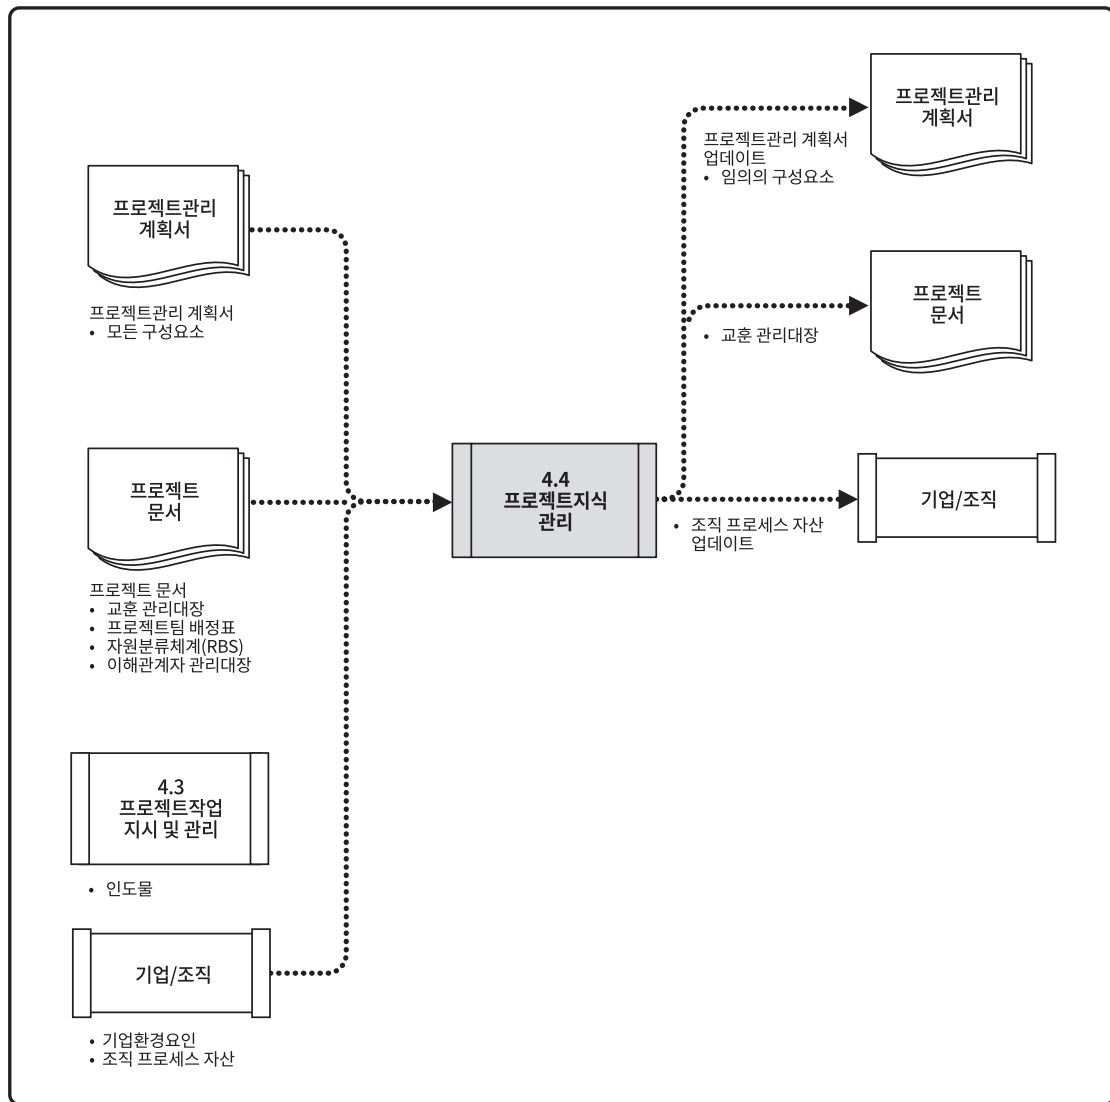 프로젝트관리
계획서
프로젝트관리 계획서
• 모든 구성요소
프로젝트
문서
프로젝트 문서
• 교훈 관리대장
• 프로젝트팀 배정표
• 자원분류체계(RBS)
• 이해관계자 관리대장
4.3
프로젝트작업
지시 및 관리
• 인도물
기업/조직
• 기업환경요인
• 조직 프로세스 자산
4.4
프로젝트지식
관리
프로젝트관리
계획서
프로젝트관리 계획서
업데이트
• 임의의 구성요소
프로젝트
문서
• 교훈 관리대장
기업/조직
• 조직 프로세스 자산
업데이트